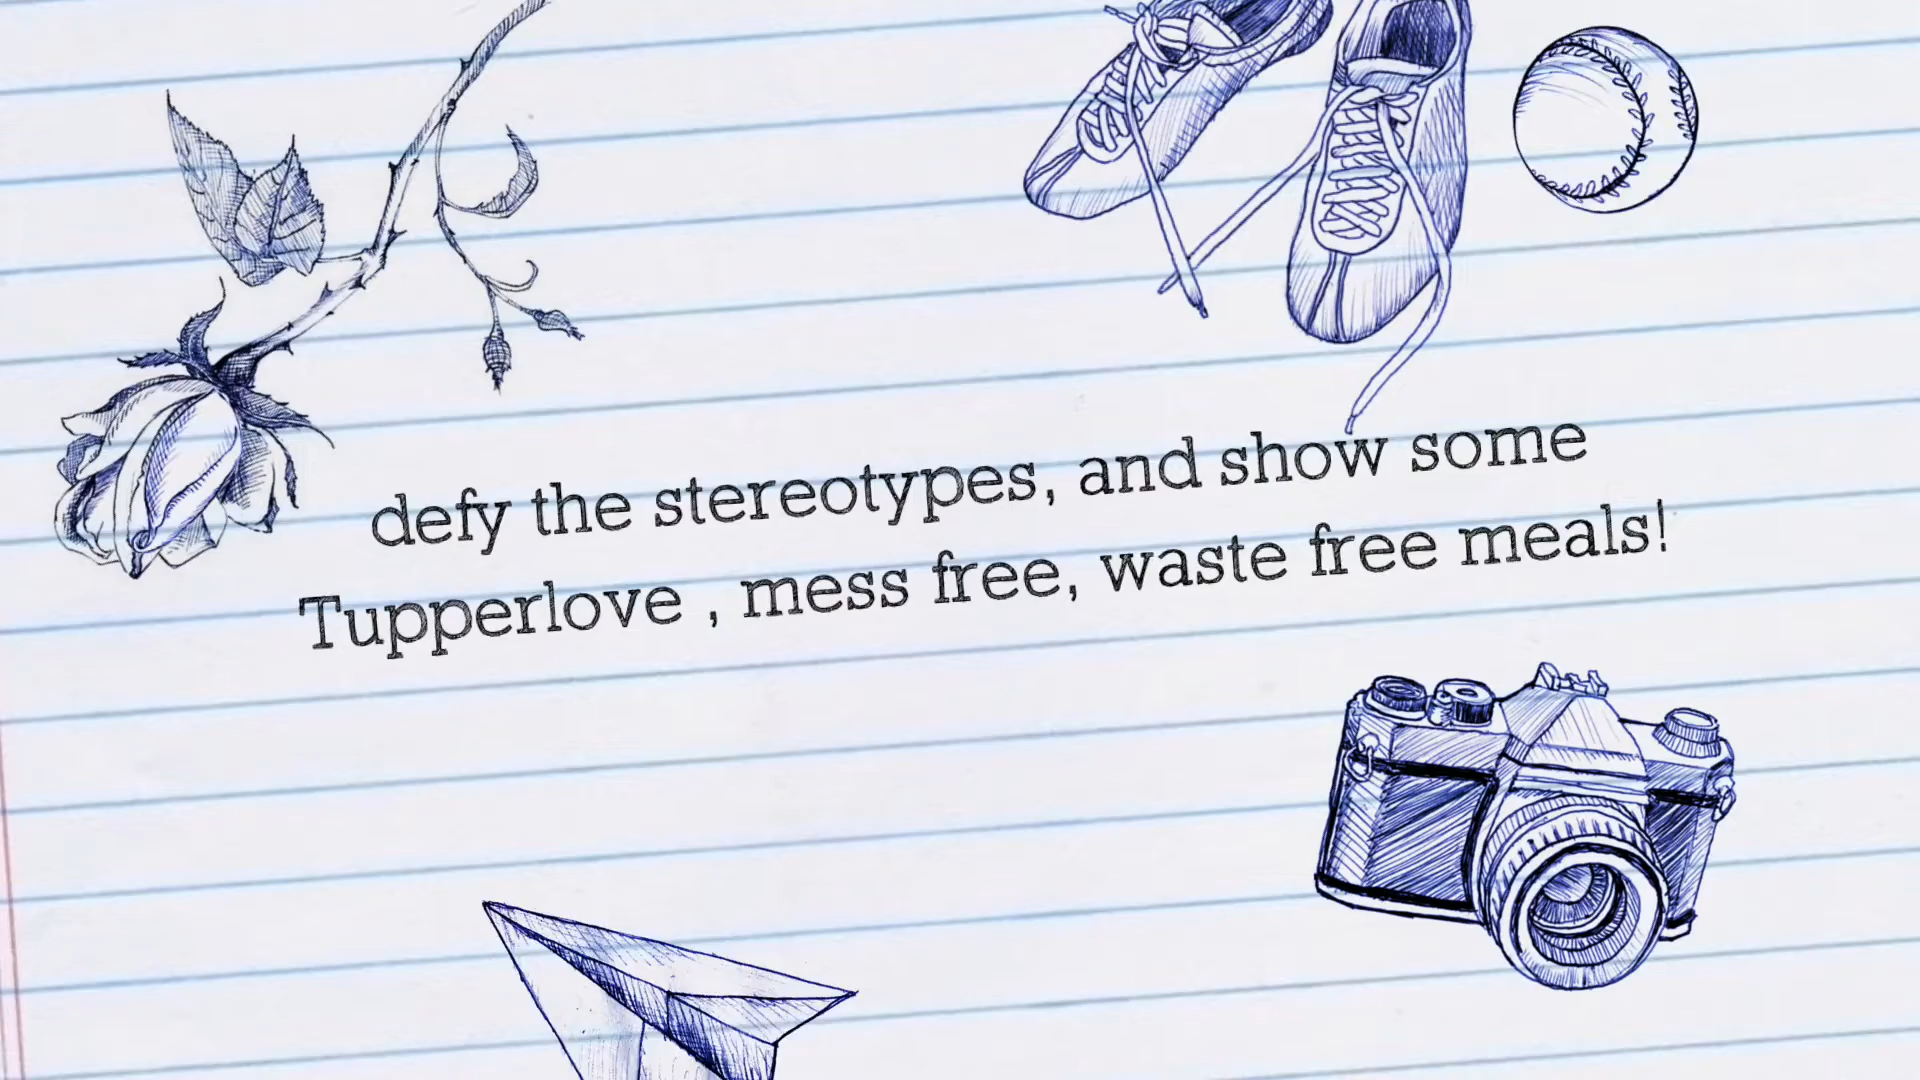 defy the stereotypes, and show some
Tupperlove , mess free, waste free meals!